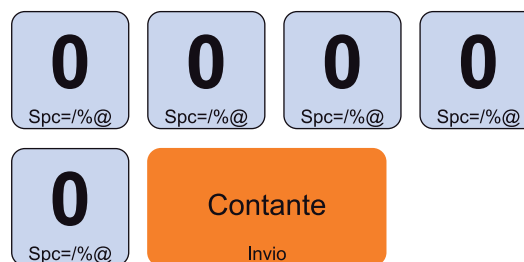 0 0 0 0
Spc=/%@ Spc=/%@ Spc=/%@ Spc=/%@
0 Contante
Spc=/%@ Invio